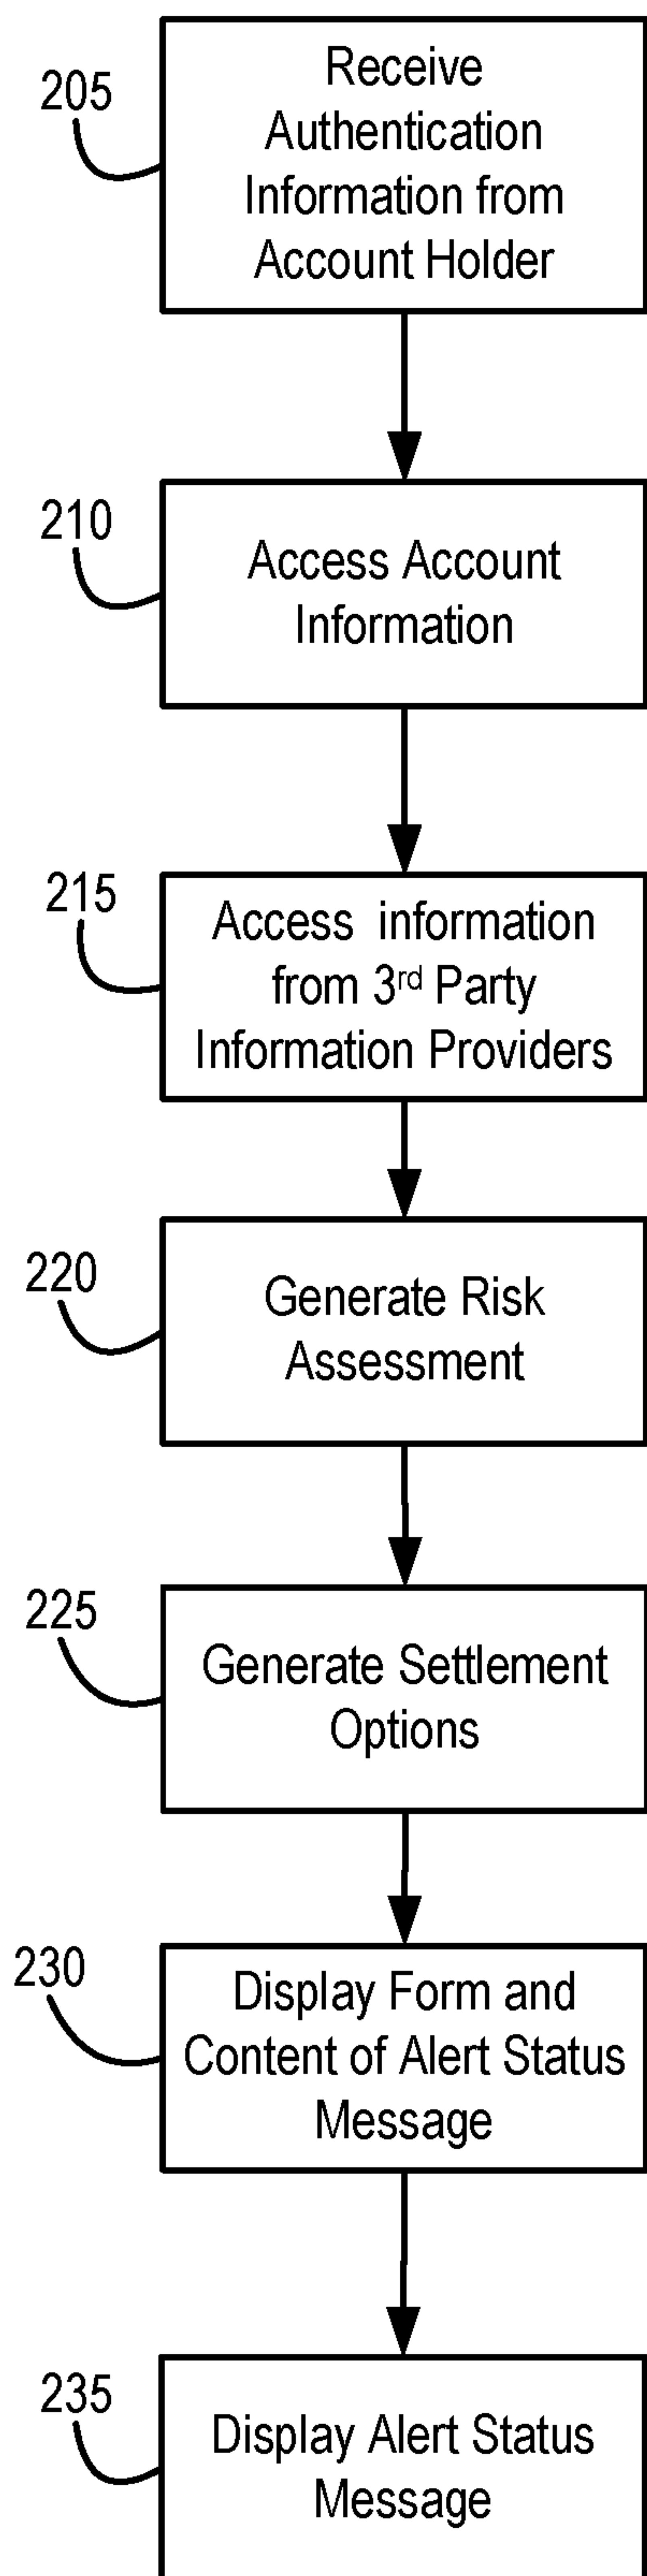 205
Receive
Authentication
Information from
Account Holder
210
Access Account
Information
215
Access information
from 3rd Party
Information Providers
220
Generate Risk
Assessment
225
Generate Settlement
Options
230
Display Form and
Content of Alert Status
Message
235
Display Alert Status
Message